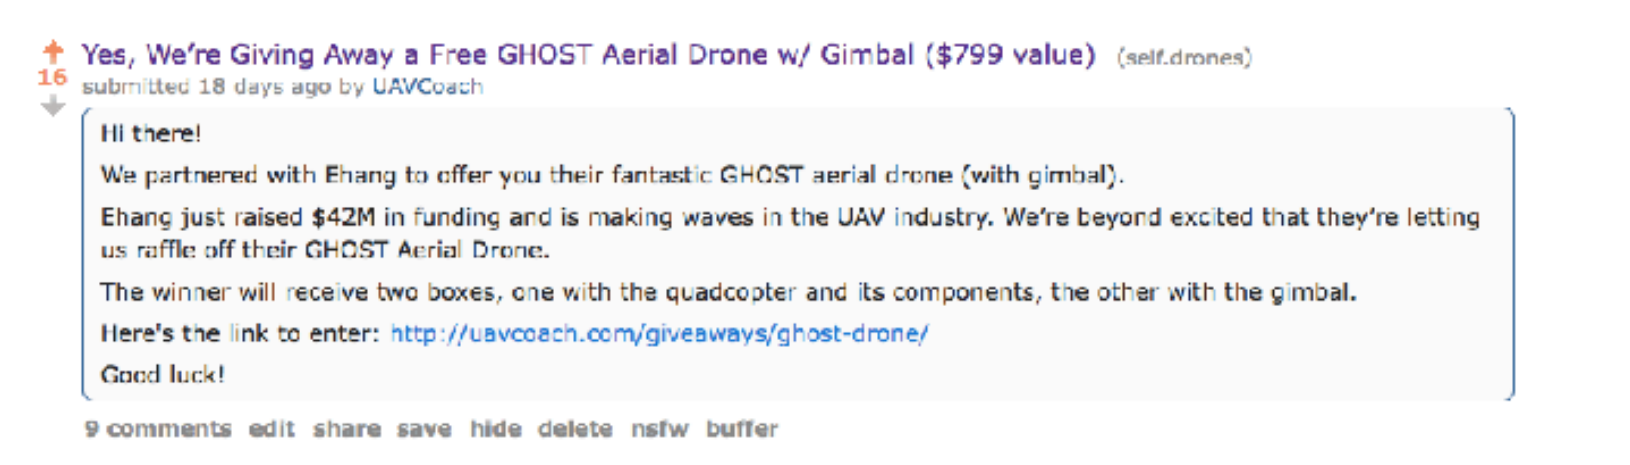 Yes, We're Giving Away a Free GHOST Aerial Drone w/ Gimbal ($799 value) (self.drones)
16
submitted 18 days ago by UAVCoach
Hi there!
We partnered with Ehang to offer you their fantastic GHOST aerial drone (with gimbal).
Ehang just raised $42M in funding and is making waves in the UAV industry. We're beyond excited that they're letting
us raffle off their GHOST Aerial Drone.
The winner will receive two boxes, one with the quadcopter and its components, the other with the gimbal.
Here's the link to enter: http://uavcoach.com/giveaways/ghost-drone/
Good luck!
9 comments edit share save hide delete nsfw buffer